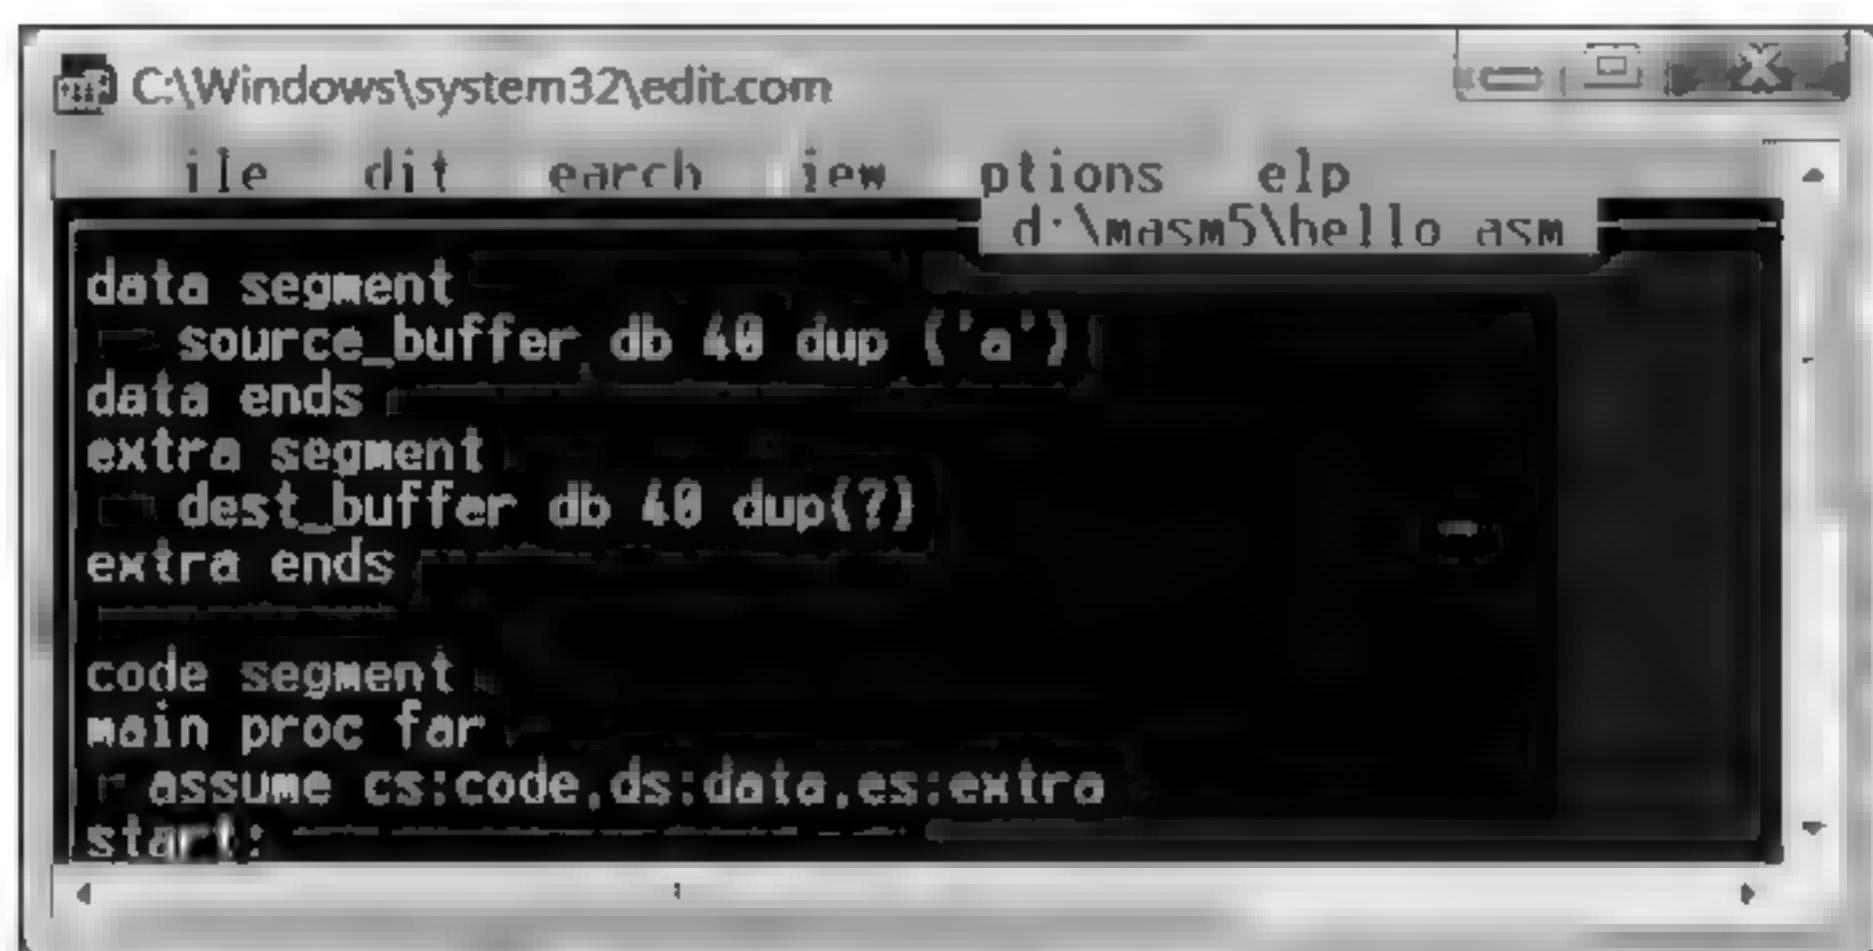 C:\Windows\system32\edit.com
ile dit earch iew ptions elp
d:\masm5\hello asm
data segment
source_buffer db 40 dup ('a')
data ends
extra segment
dest_buffer db 40 dup(?)
extra ends
code segment
main proc far
assume cs:code,ds:data,es:extra
start: